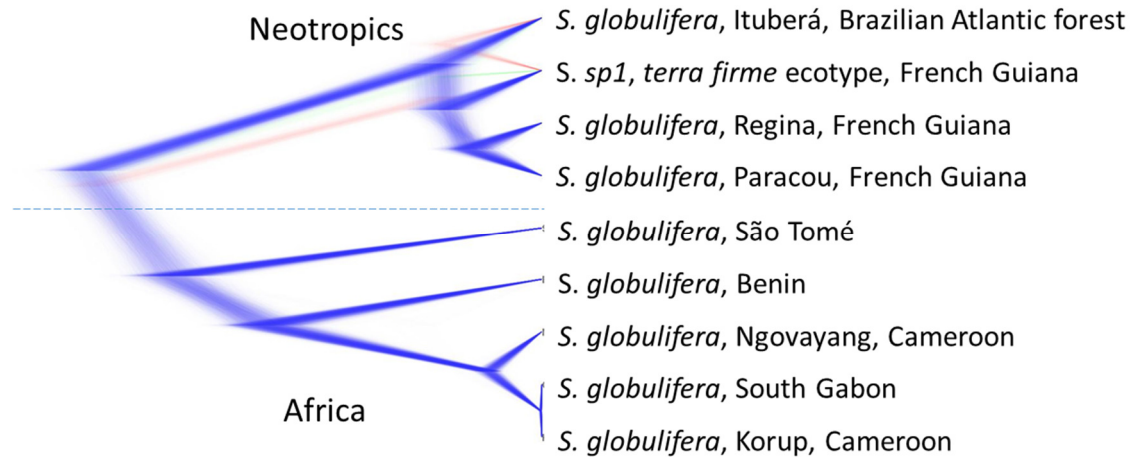 Neotropics
S. globulifera, Ituberá, Brazilian Atlantic forest
S. sp1, terra firme ecotype, French Guiana
S. globulifera, Regina, French Guiana
S. globulifera, Paracou, French Guiana
S. globulifera, São Tomé
S. globulifera, Benin
S. globulifera, Ngovayang, Cameroon
Africa
S. globulifera, South Gabon
S. globulifera, Korup, Cameroon